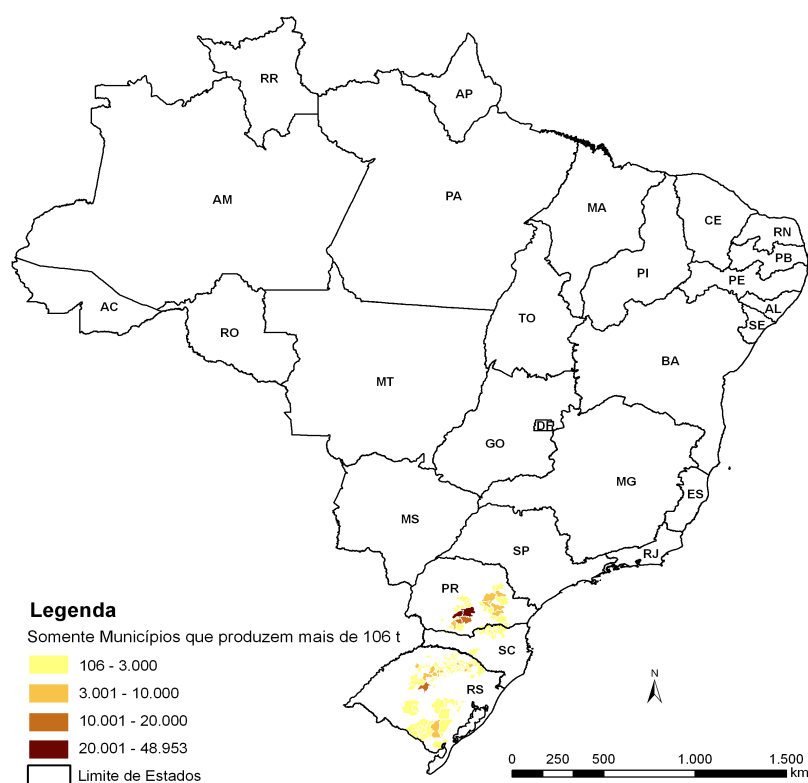 RR
AP
AM
PA
MA
CE
RN
PB
PI
PE
AC
AL
TO
SE
RO
BA
MT
DF
GO
MG
ES
MS
SP
RJ
PR
SC
RS
Legenda
Somente Municípios que produzem mais de 106 t
106 - 3.000
3.001 - 10.000
10.001 - 20.000
20.001 - 48.953
Limite de Estados
N
0 250 500 1.000 1.500
km